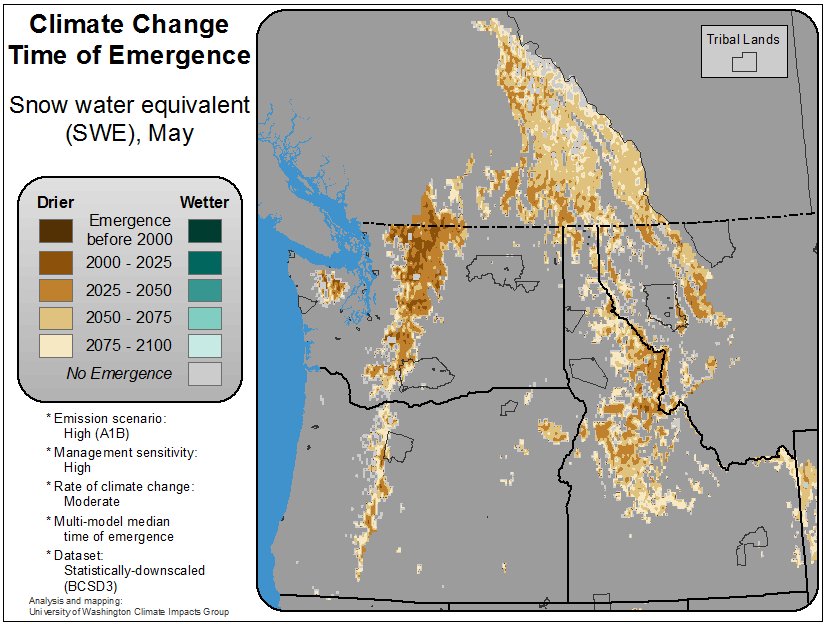 Climate Change
Time of Emergence
Snow water equivalent
(SWE), May
Drier Wetter
Emergence
before 2000
2000 - 2025
2025 - 2050
2050 - 2075
2075 - 2100
No Emergence
* Emission scenario:
High (A1B)
* Management sensitivity:
High
* Rate of climate change:
Moderate
* Multi-model median
time of emergence
* Dataset:
Statistically-downscaled
(BCSD3)
Analysis and mapping:
University of Washington Climate Impacts Group
Tribal Lands